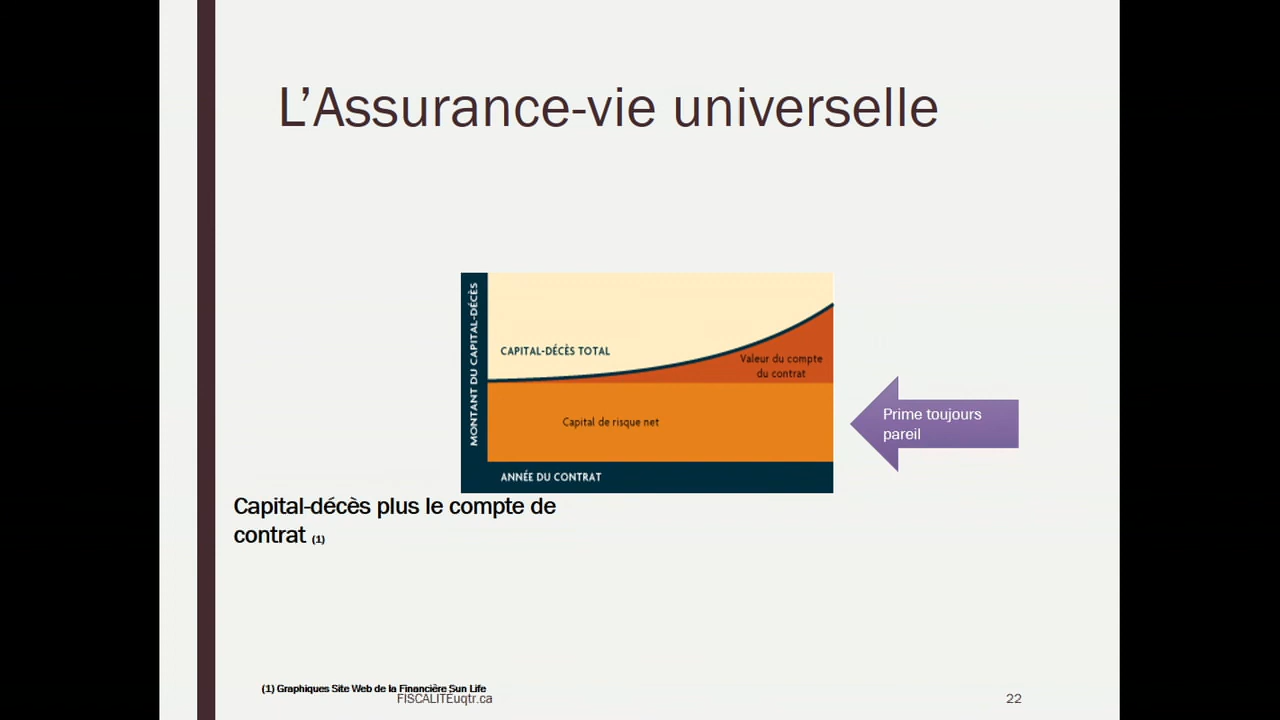 L'Assurance-vie universelle
MONTANT DU CAPITAL-DÉCÈS
CAPITAL-DÉCÈS TOTAL
Valeur du compte
du contrat
Capital de risque net
ANNÉE DU CONTRAT
Prime toujours
pareil
Capital-décès plus le compte de
contrat (1)
(1) Graphiques Site Web de la Financière Sun Life
FISCALITEuqtr.ca
22